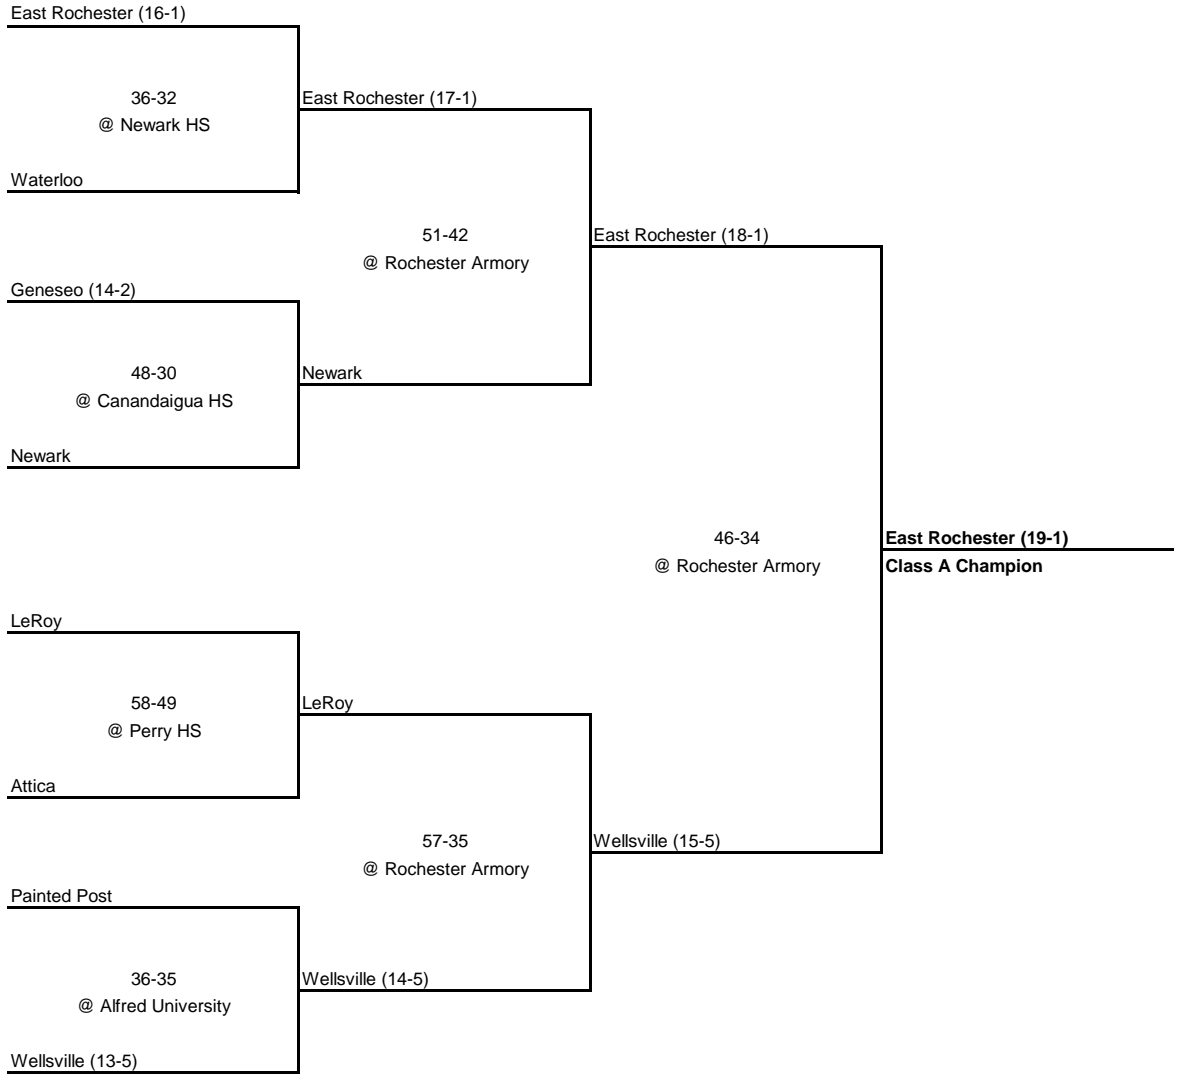 East Rochester (16-1)
36-32
@ Newark HS
East Rochester (17-1)
Waterloo
51-42
@ Rochester Armory
East Rochester (18-1)
Geneseo (14-2)
48-30
@ Canandaigua HS
Newark
Newark
46-34
@ Rochester Armory
East Rochester (19-1)
Class A Champion
LeRoy
58-49
@ Perry HS
LeRoy
Attica
57-35
@ Rochester Armory
Wellsville (15-5)
Painted Post
36-35
@ Alfred University
Wellsville (14-5)
Wellsville (13-5)